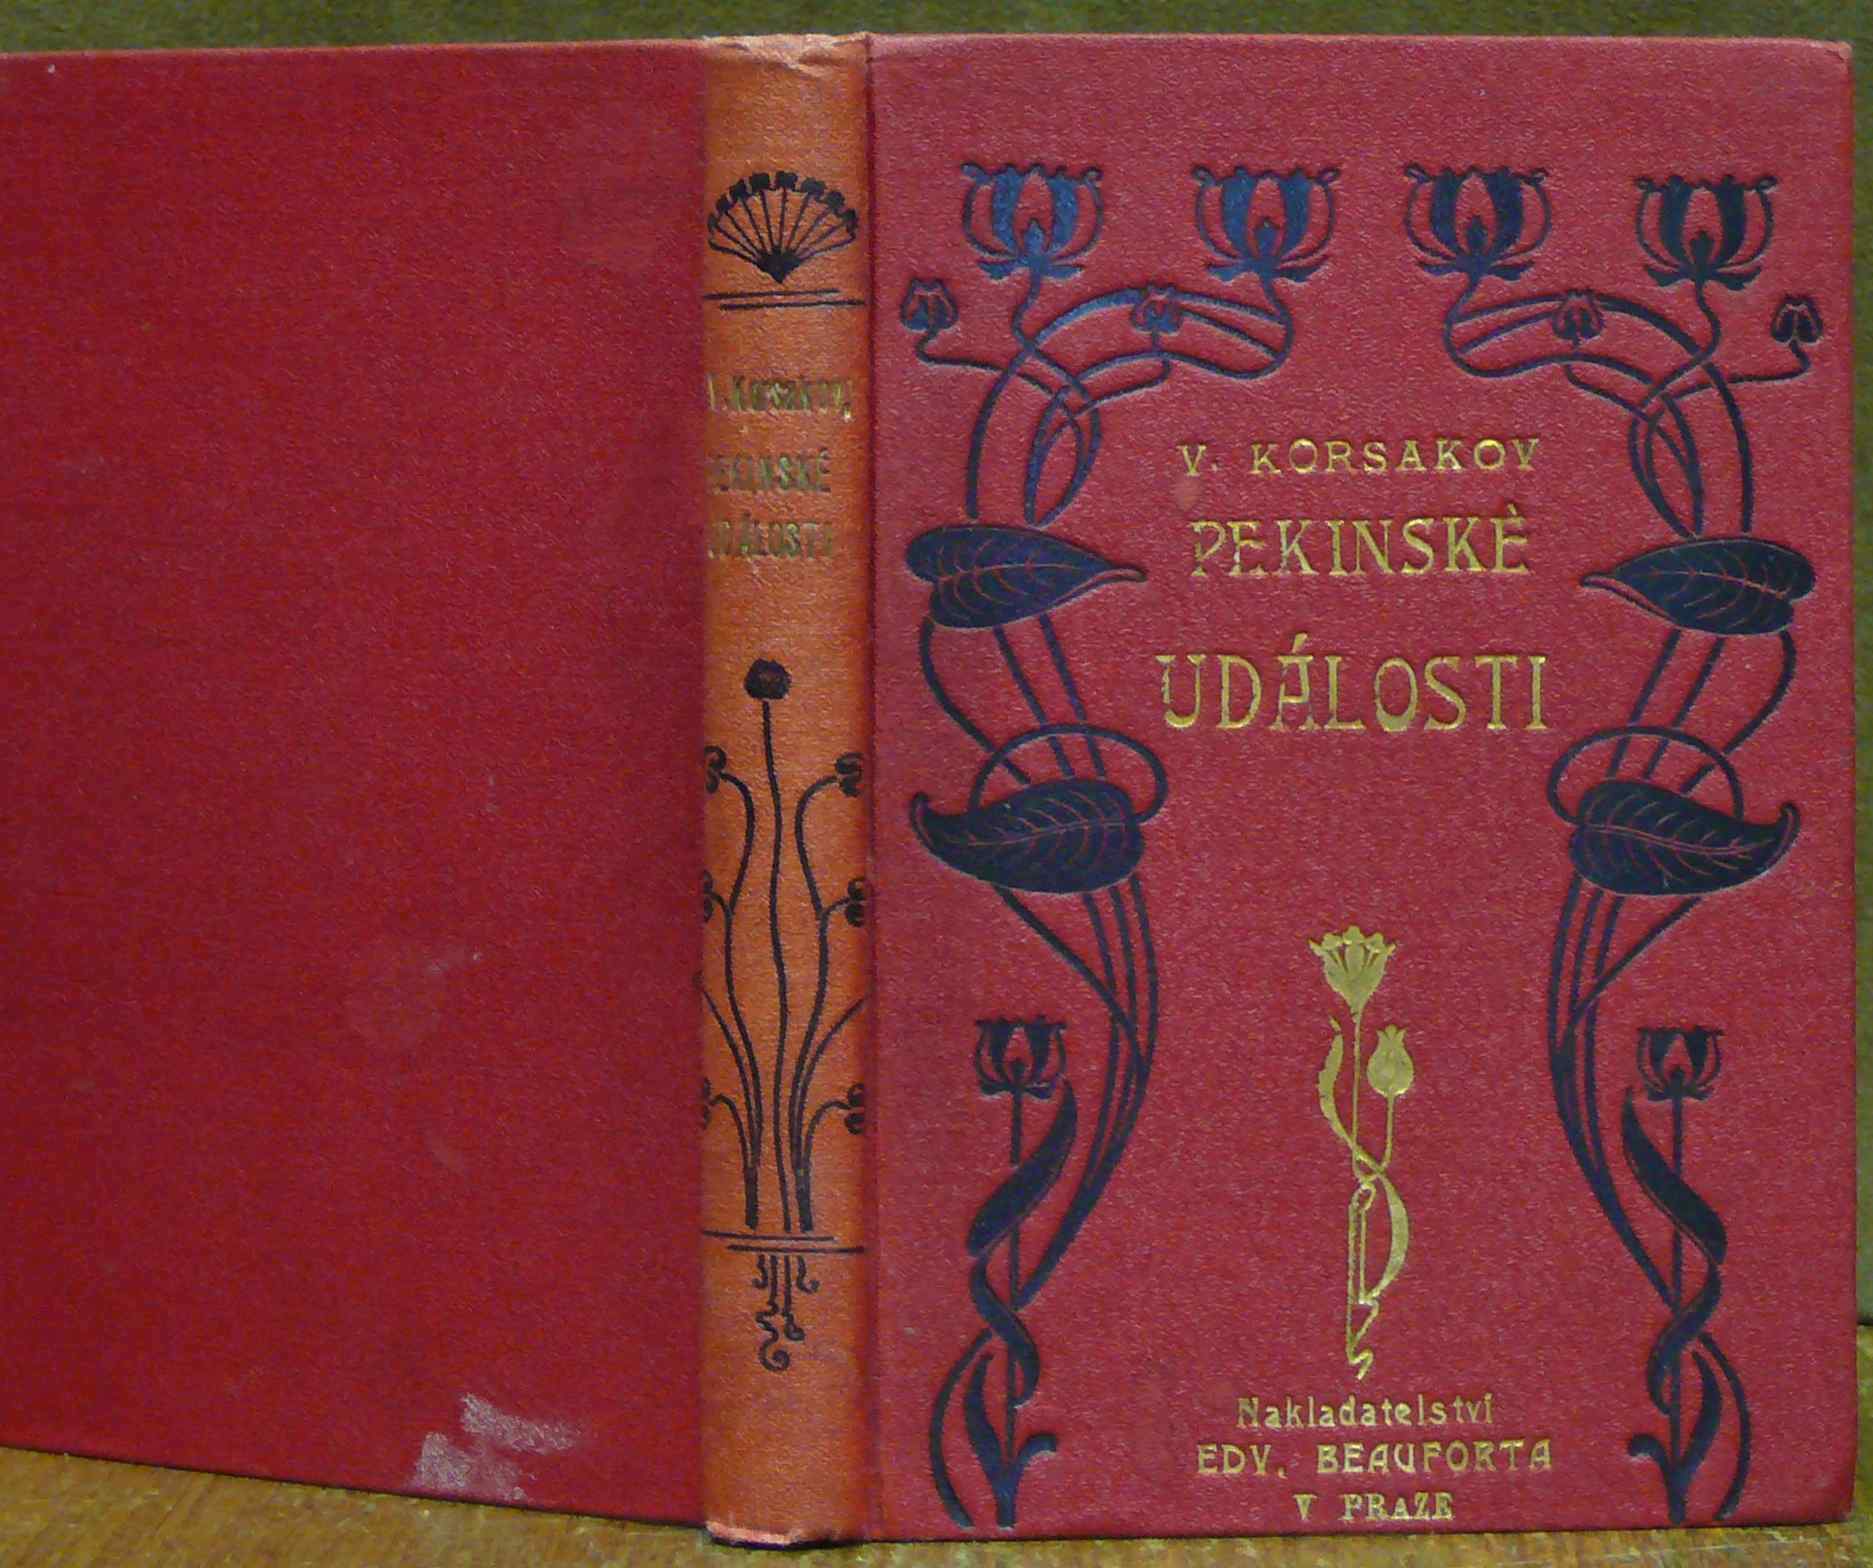 V. Korsakov,
PEKINSKÉ
UDÁLOSTI
V. KORSAKOV
PEKINSKÉ
UDÁLOSTI
Nakladatelství
EDV. BEAUFORTA
V PRAZE